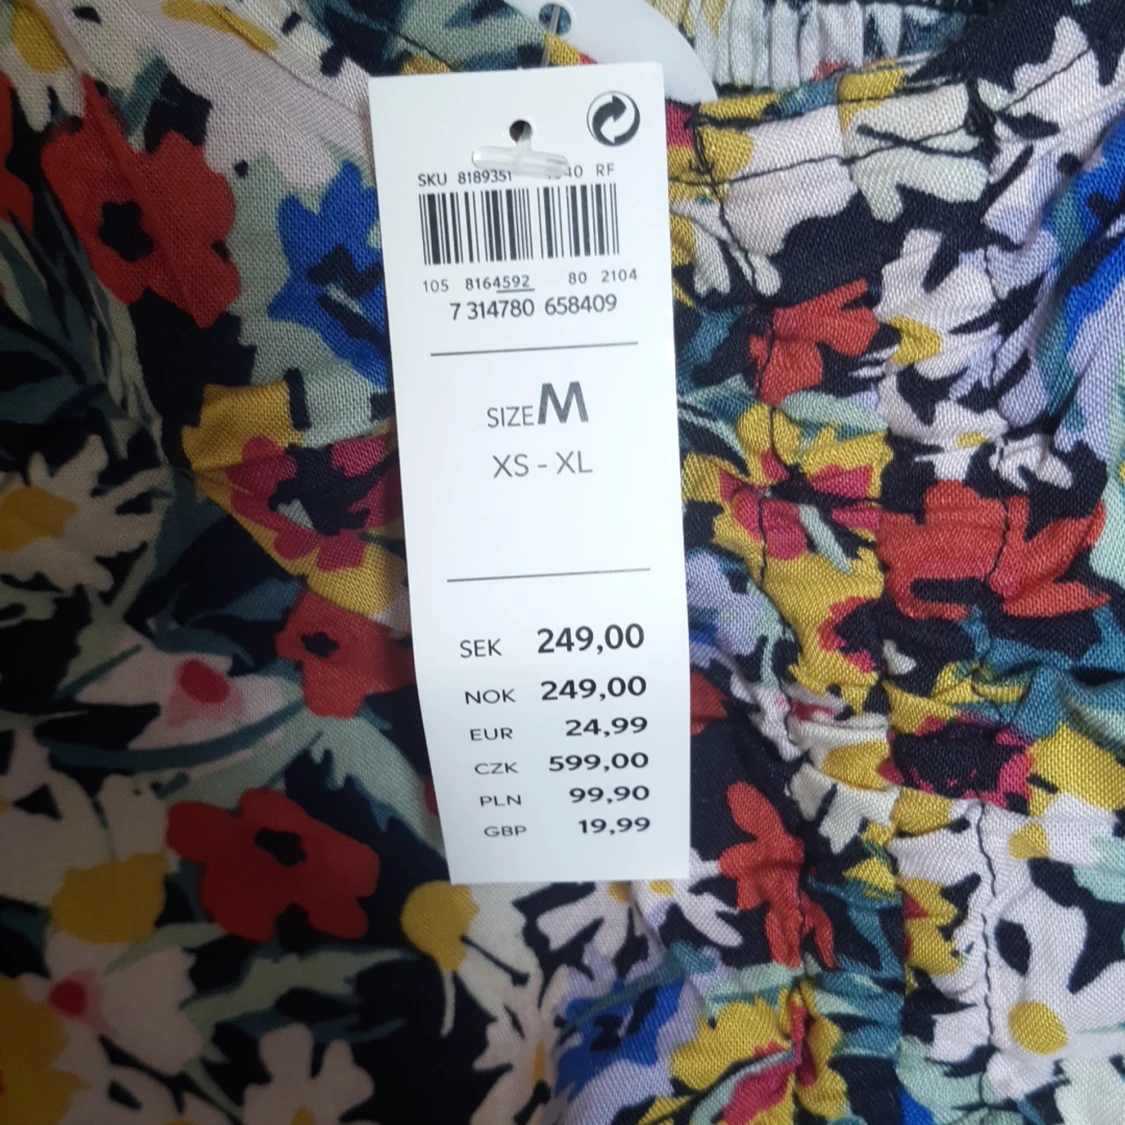 SKU 8189351 40 RF
105 8164592 80 2104
7 314780 658409
SIZE M
XS - XL
SEK 249,00
NOK 249,00
EUR 24,99
CZK 599,00
PLN 99,90
GBP 19,99